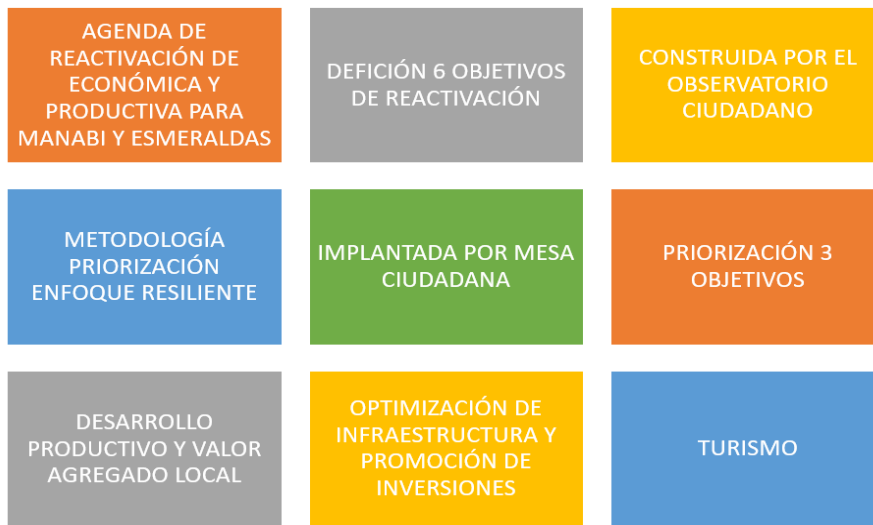 AGENDA DE
REACTIVACIÓN DE
ECONÓMICA Y
PRODUCTIVA PARA
MANABI Y ESMERALDAS
DEFICIÓN 6 OBJETIVOS
DE REACTIVACIÓN
CONSTRUIDA POR EL
OBSERVATORIO
CIUDADANO
METODOLOGÍA
PRIORIZACIÓN
ENFOQUE RESILIENTE
IMPLANTADA POR MESA
CIUDADANA
PRIORIZACIÓN 3
OBJETIVOS
DESARROLLO
PRODUCTIVO Y VALOR
AGREGADO LOCAL
OPTIMIZACIÓN DE
INFRAESTRUCTURA Y
PROMOCIÓN DE
INVERSIONES
TURISMO